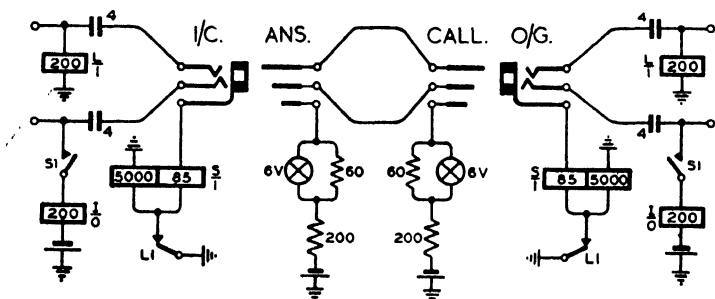 4 I/C. ANS. CALL. O/G. 4
200 L/1 L/1 200
4 4
S1 6V 60 60 6V S1
5000 85 S/1 S/1 85 5000
200 I/0 I/0 200
200 200
L1 L1